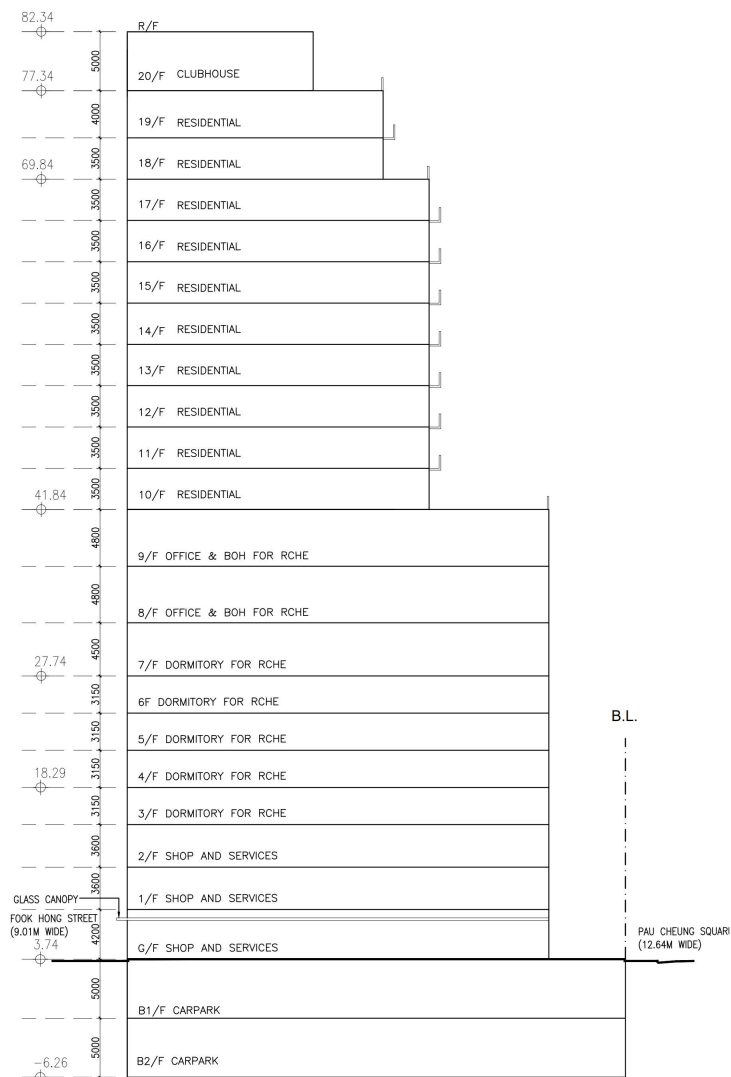 82.34
R/F
5000
77.34
20/F CLUBHOUSE
4000
19/F RESIDENTIAL
3500
69.84
18/F RESIDENTIAL
3500
17/F RESIDENTIAL
3500
16/F RESIDENTIAL
3500
15/F RESIDENTIAL
3500
14/F RESIDENTIAL
3500
13/F RESIDENTIAL
3500
12/F RESIDENTIAL
3500
11/F RESIDENTIAL
3500
41.84
10/F RESIDENTIAL
4800
9/F OFFICE & BOH FOR RCHE
4800
8/F OFFICE & BOH FOR RCHE
4500
27.74
7/F DORMITORY FOR RCHE
3150
6F DORMITORY FOR RCHE
B.L.
3150
5/F DORMITORY FOR RCHE
3150
18.29
4/F DORMITORY FOR RCHE
3150
3/F DORMITORY FOR RCHE
3600
2/F SHOP AND SERVICES
3600
1/F SHOP AND SERVICES
GLASS CANOPY
FOOK HONG STREET
(9.01M WIDE)
4200
3.74
G/F SHOP AND SERVICES
PAU CHEUNG SQUAR
(12.64M WIDE)
5000
B1/F CARPARK
5000
-6.26
B2/F CARPARK